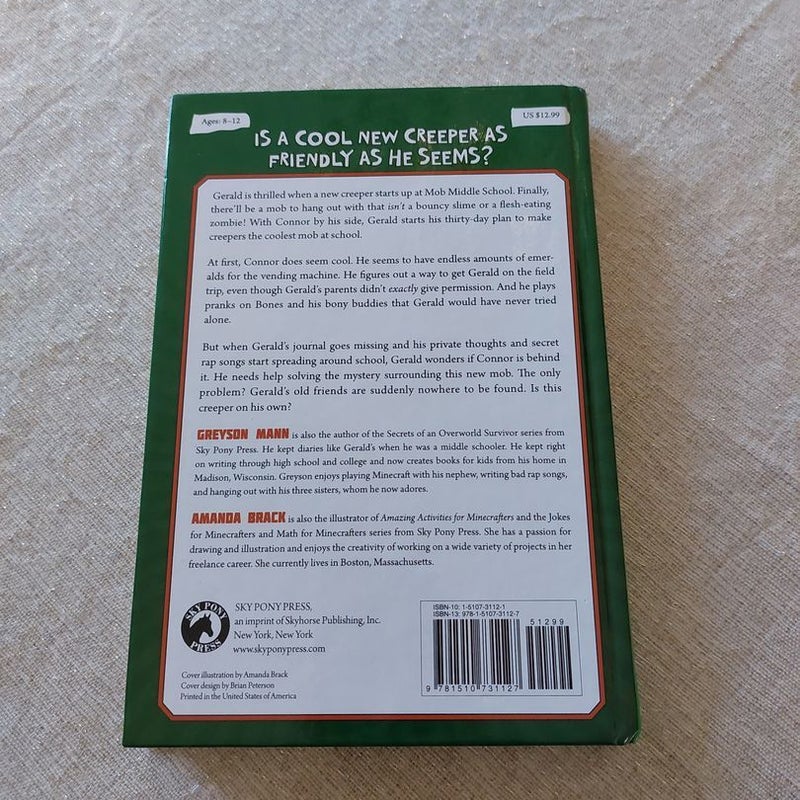 Ages: 8–12
US $12.99
IS A COOL NEW CREEPER AS
FRIENDLY AS HE SEEMS?
Gerald is thrilled when a new creeper starts up at Mob Middle School. Finally,
there'll be a mob to hang out with that isn't a bouncy slime or a flesh-eating
zombie! With Connor by his side, Gerald starts his thirty-day plan to make
creepers the coolest mob at school.
At first, Connor does seem cool. He seems to have endless amounts of emer-
alds for the vending machine. He figures out a way to get Gerald on the field
trip, even though Gerald's parents didn't exactly give permission. And he plays
pranks on Bones and his bony buddies that Gerald would have never tried
alone.
But when Gerald's journal goes missing and his private thoughts and secret
rap songs start spreading around school, Gerald wonders if Connor is behind
it. He needs help solving the mystery surrounding this new mob. The only
problem? Gerald's old friends are suddenly nowhere to be found. Is this
creeper on his own?
GREYSON MANN is also the author of the Secrets of an Overworld Survivor series from
Sky Pony Press. He kept diaries like Gerald's when he was a middle schooler. He kept right
on writing through high school and college and now creates books for kids from his home in
Madison, Wisconsin. Greyson enjoys playing Minecraft with his nephew, writing bad rap songs,
and hanging out with his three sisters, whom he now adores.
AMANDA BRACK is also the illustrator of Amazing Activities for Minecrafters and the Jokes
for Minecrafters and Math for Minecrafters series from Sky Pony Press. She has a passion for
drawing and illustration and enjoys the creativity of working on a wide variety of projects in her
freelance career. She currently lives in Boston, Massachusetts.
SKY PONY
PRESS
SKY PONY PRESS,
an imprint of Skyhorse Publishing, Inc.
New York, New York
www.skyponypress.com
Cover illustration by Amanda Brack
Cover design by Brian Peterson
Printed in the United States of America
ISBN-10: 1-5107-3112-1
ISBN-13: 978-1-5107-3112-7
51299
9 781510 731127